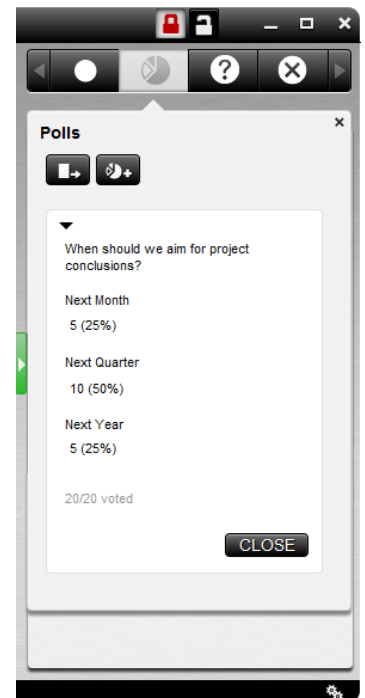 Polls
When should we aim for project
conclusions?
Next Month
5 (25%)
Next Quarter
10 (50%)
Next Year
5 (25%)
20/20 voted
CLOSE